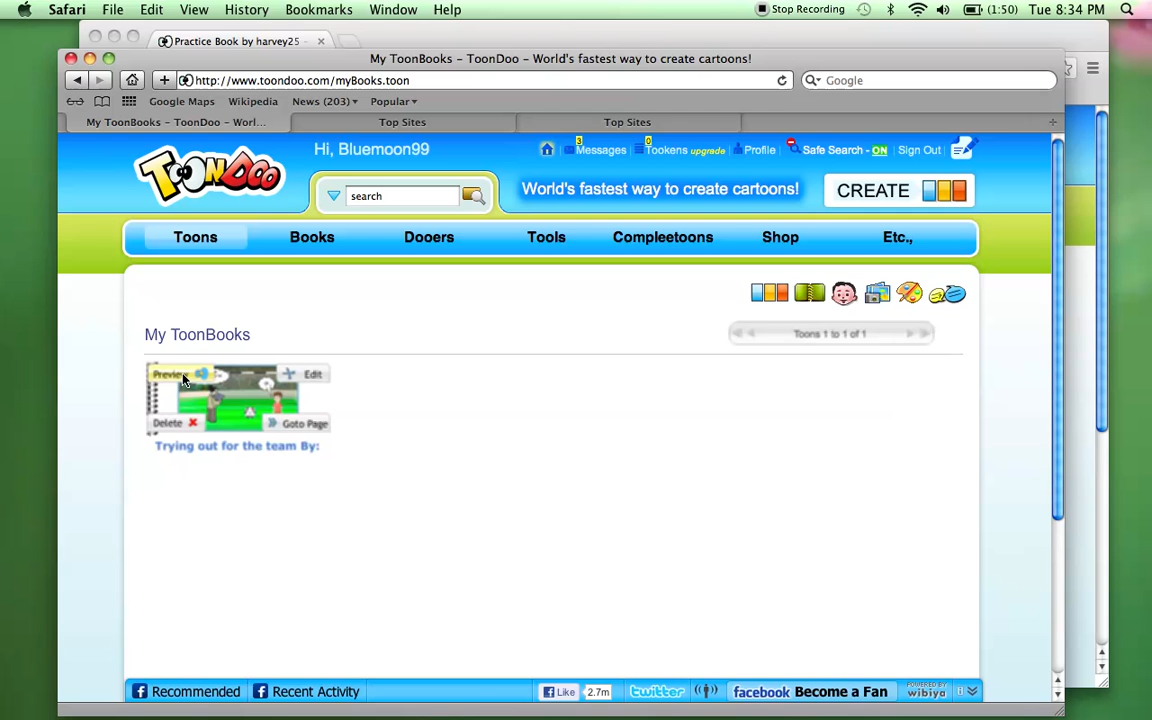 Safari File Edit View History Bookmarks Window Help Stop Recording (1:50) Tue 8:34 PM
Practice Book by harvey25 -
My ToonBooks – ToonDoo - World's fastest way to create cartoons!
http://www.toondoo.com/myBooks.toon Google
Google Maps Wikipedia News (203) Popular
My ToonBooks – ToonDoo - Worl... Top Sites Top Sites
TOONDOO Hi, Bluemoon99 3 Messages 0 Tookens upgrade Profile Safe Search - ON Sign Out
search World's fastest way to create cartoons! CREATE
Toons Books Dooers Tools Compleetoons Shop Etc.,
My ToonBooks Toons 1 to 1 of 1
Preview Edit
Delete Goto Page
Trying out for the team By:
Recommended Recent Activity Like 2.7m twitter facebook Become a Fan POWERED BY wibiya